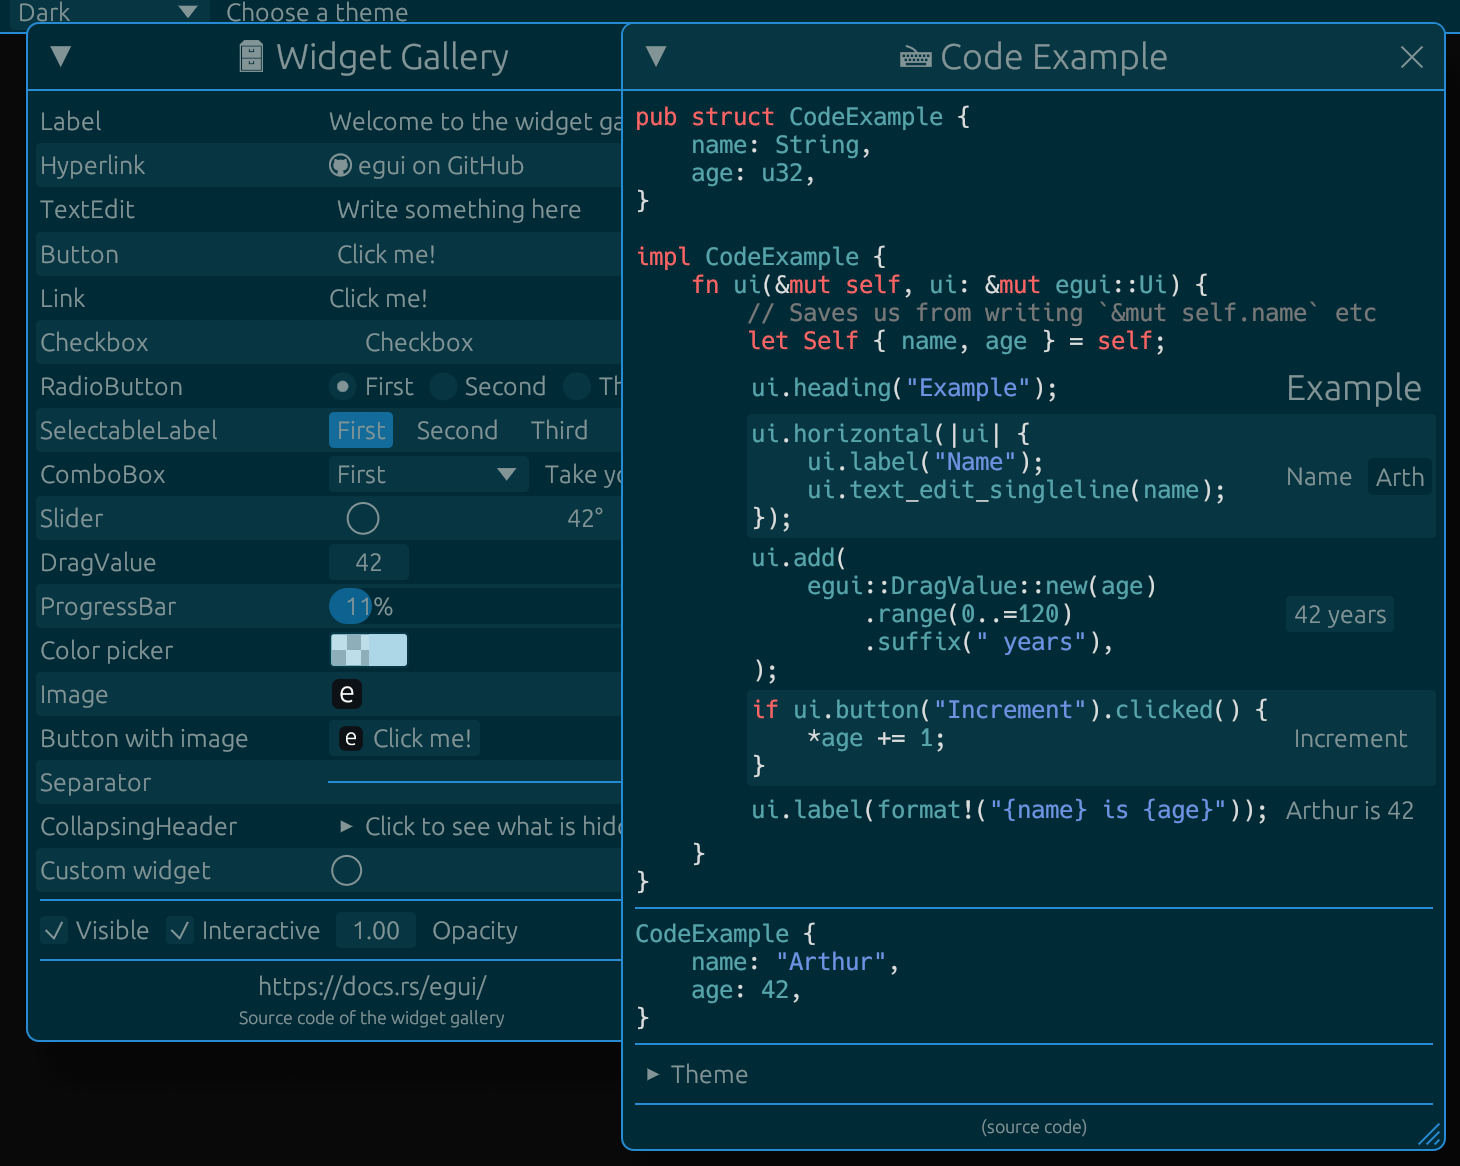 Dark Choose a theme
Widget Gallery
Label Welcome to the widget ga
Hyperlink egui on GitHub
TextEdit Write something here
Button Click me!
Link Click me!
Checkbox Checkbox
RadioButton First Second Th
SelectableLabel First Second Third
ComboBox First Take yo
Slider 42°
DragValue 42
ProgressBar 11%
Color picker
Image e
Button with image e Click me!
Separator
CollapsingHeader Click to see what is hidd
Custom widget
Visible Interactive 1.00 Opacity
https://docs.rs/egui/
Source code of the widget gallery
Code Example
pub struct CodeExample {
    name: String,
    age: u32,
}
impl CodeExample {
    fn ui(&mut self, ui: &mut egui::Ui) {
        // Saves us from writing `&mut self.name` etc
        let Self { name, age } = self;
        ui.heading("Example"); Example
        ui.horizontal(|ui| {
            ui.label("Name");
            ui.text_edit_singleline(name);
        });
Name Arth
        ui.add(
            egui::DragValue::new(age)
                .range(0..=120)
                .suffix(" years"),
        );
42 years
        if ui.button("Increment").clicked() {
            *age += 1;
        }
Increment
        ui.label(format!("{name} is {age}")); Arthur is 42
    }
}
CodeExample {
    name: "Arthur",
    age: 42,
}
Theme
(source code)